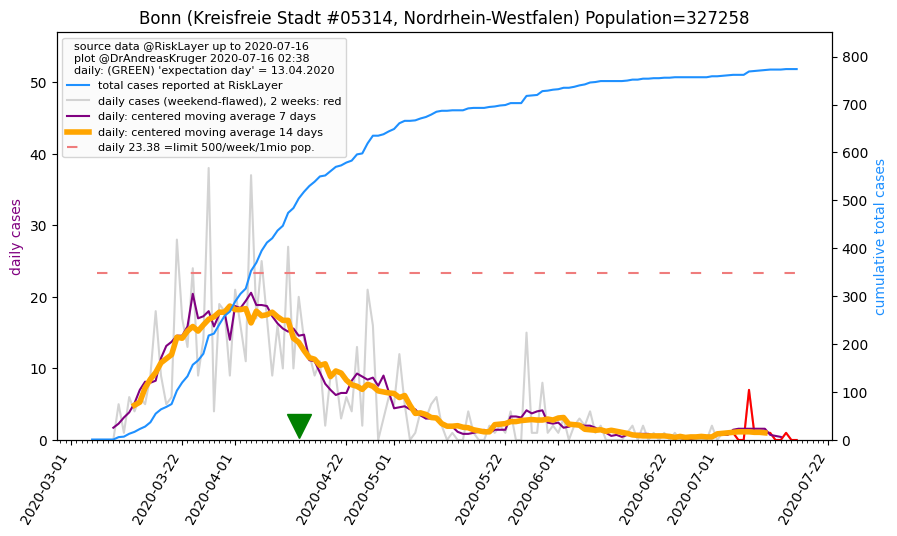 Bonn (Kreisfreie Stadt #05314, Nordrhein-Westfalen) Population=327258
source data @RiskLayer up to 2020-07-16
plot @DrAndreasKruger 2020-07-16 02:38
daily: (GREEN) 'expectation day' = 13.04.2020
total cases reported at RiskLayer
daily cases (weekend-flawed), 2 weeks: red
daily: centered moving average 7 days
daily: centered moving average 14 days
daily 23.38 =limit 500/week/1mio pop.
daily cases
50
40
30
20
10
0
800
700
600
500
400
300
200
100
0
cumulative total cases
2020-03-01
2020-03-22
2020-04-01
2020-04-22
2020-05-01
2020-05-22
2020-06-01
2020-06-22
2020-07-01
2020-07-22